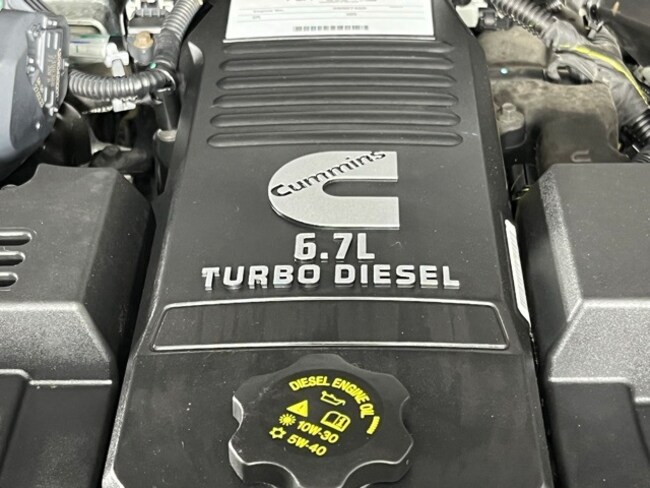 Cummins
6.7L
TURBO DIESEL
DIESEL ENGINE OIL
10W-30
5W-40